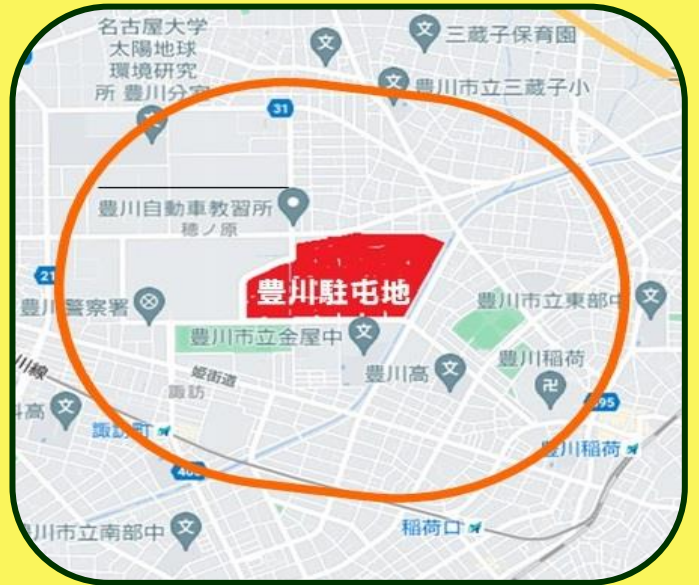 名古屋大学
太陽地球
環境研究
所 豊川分室
三蔵子保育園
豊川市立三蔵子小
31
豊川自動車教習所
穂ノ原
豊川駐屯地
21
豊川警察署
豊川市立東部中
豊川市立金屋中
豊川高
豊川稲荷
姫街道
諏訪
川線
科高
諏訪町
495
豊川稲荷
400
稲荷口
豊川市立南部中